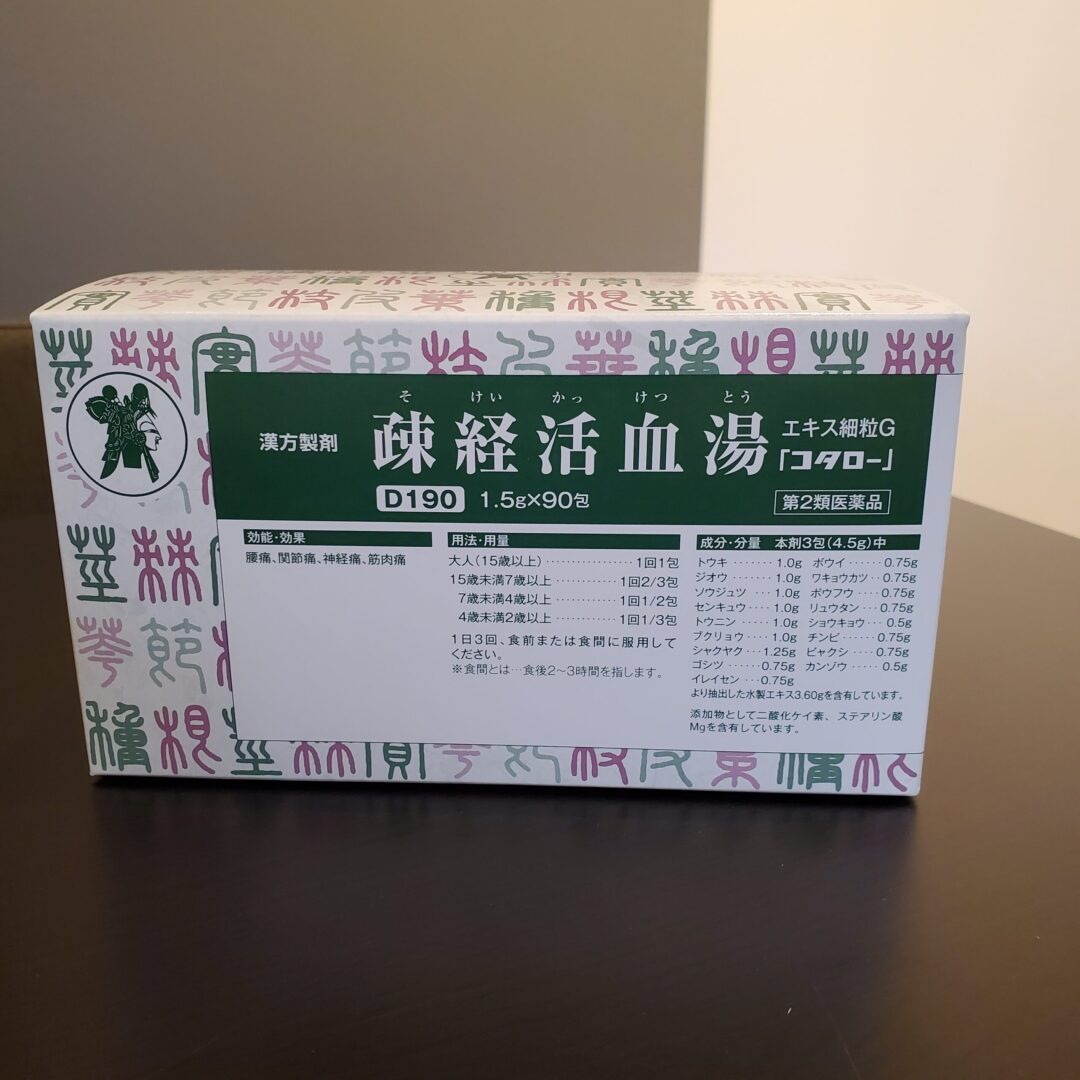 漢方製剤
そ けい かっ けつ とう
疎経活血湯
エキス細粒G
「コタロー」
D190 1.5g×90包
第2類医薬品
効能・効果
腰痛、関節痛、神経痛、筋肉痛
用法・用量
大人(15歳以上)‥‥‥‥‥‥1回1包
15歳未満7歳以上‥‥‥‥‥1回2/3包
7歳未満4歳以上‥‥‥‥‥1回1/2包
4歳未満2歳以上‥‥‥‥‥1回1/3包
1日3回、食前または食間に服用して
ください。
※食間とは…食後2〜3時間を指します。
成分・分量 本剤3包(4.5g)中
トウキ‥‥‥1.0g ボウイ‥‥‥0.75g
ジオウ‥‥‥1.0g ワキョウカツ‥0.75g
ソウジュツ‥‥1.0g ボウフウ‥‥0.75g
センキュウ‥‥1.0g リュウタン‥‥0.75g
トウニン‥‥1.0g ショウキョウ‥‥0.5g
ブクリョウ‥‥1.0g チンピ‥‥‥0.75g
シャクヤク‥‥1.25g ビャクシ‥‥0.75g
ゴシツ‥‥‥0.75g カンゾウ‥‥‥0.5g
イレイセン‥‥0.75g
より抽出した水製エキス3.60gを含有しています。
添加物として二酸化ケイ素、ステアリン酸
Mgを含有しています。